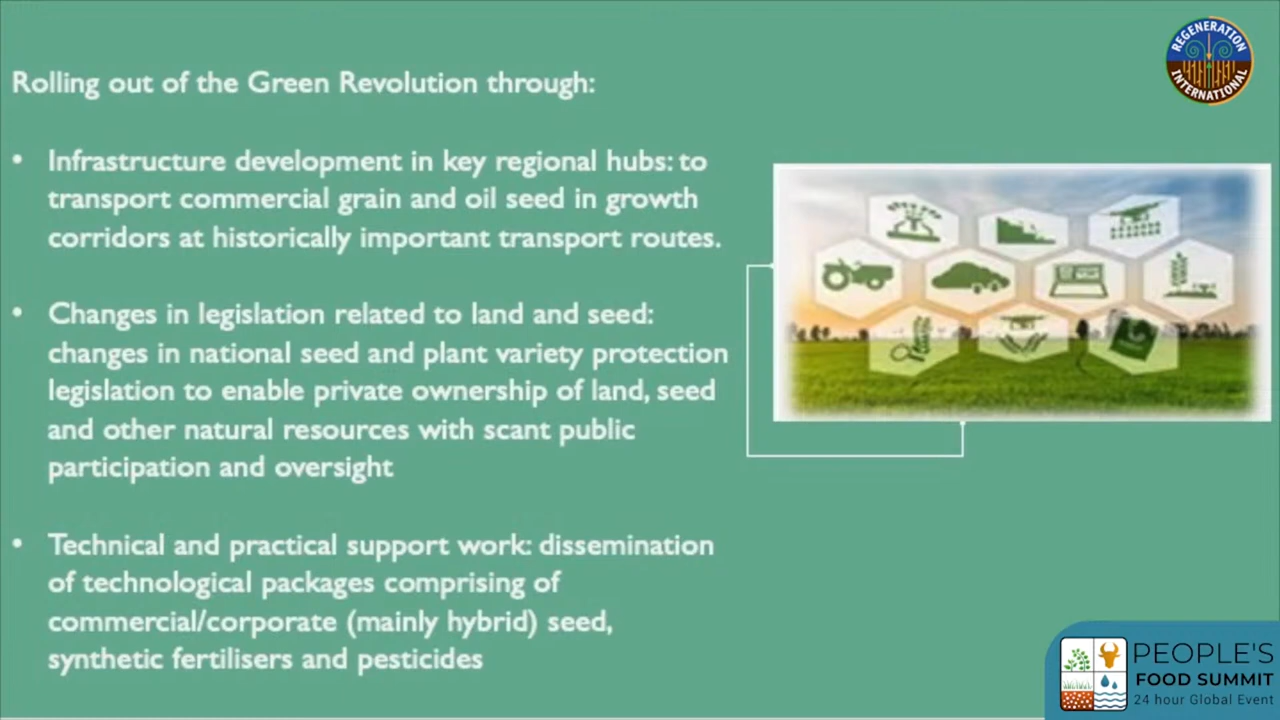 REGENERATION
INTERNATIONAL
Rolling out of the Green Revolution through:
• Infrastructure development in key regional hubs: to
transport commercial grain and oil seed in growth
corridors at historically important transport routes.
• Changes in legislation related to land and seed:
changes in national seed and plant variety protection
legislation to enable private ownership of land, seed
and other natural resources with scant public
participation and oversight
• Technical and practical support work: dissemination
of technological packages comprising of
commercial/corporate (mainly hybrid) seed,
synthetic fertilisers and pesticides
PEOPLE'S
FOOD SUMMIT
24 hour Global Event